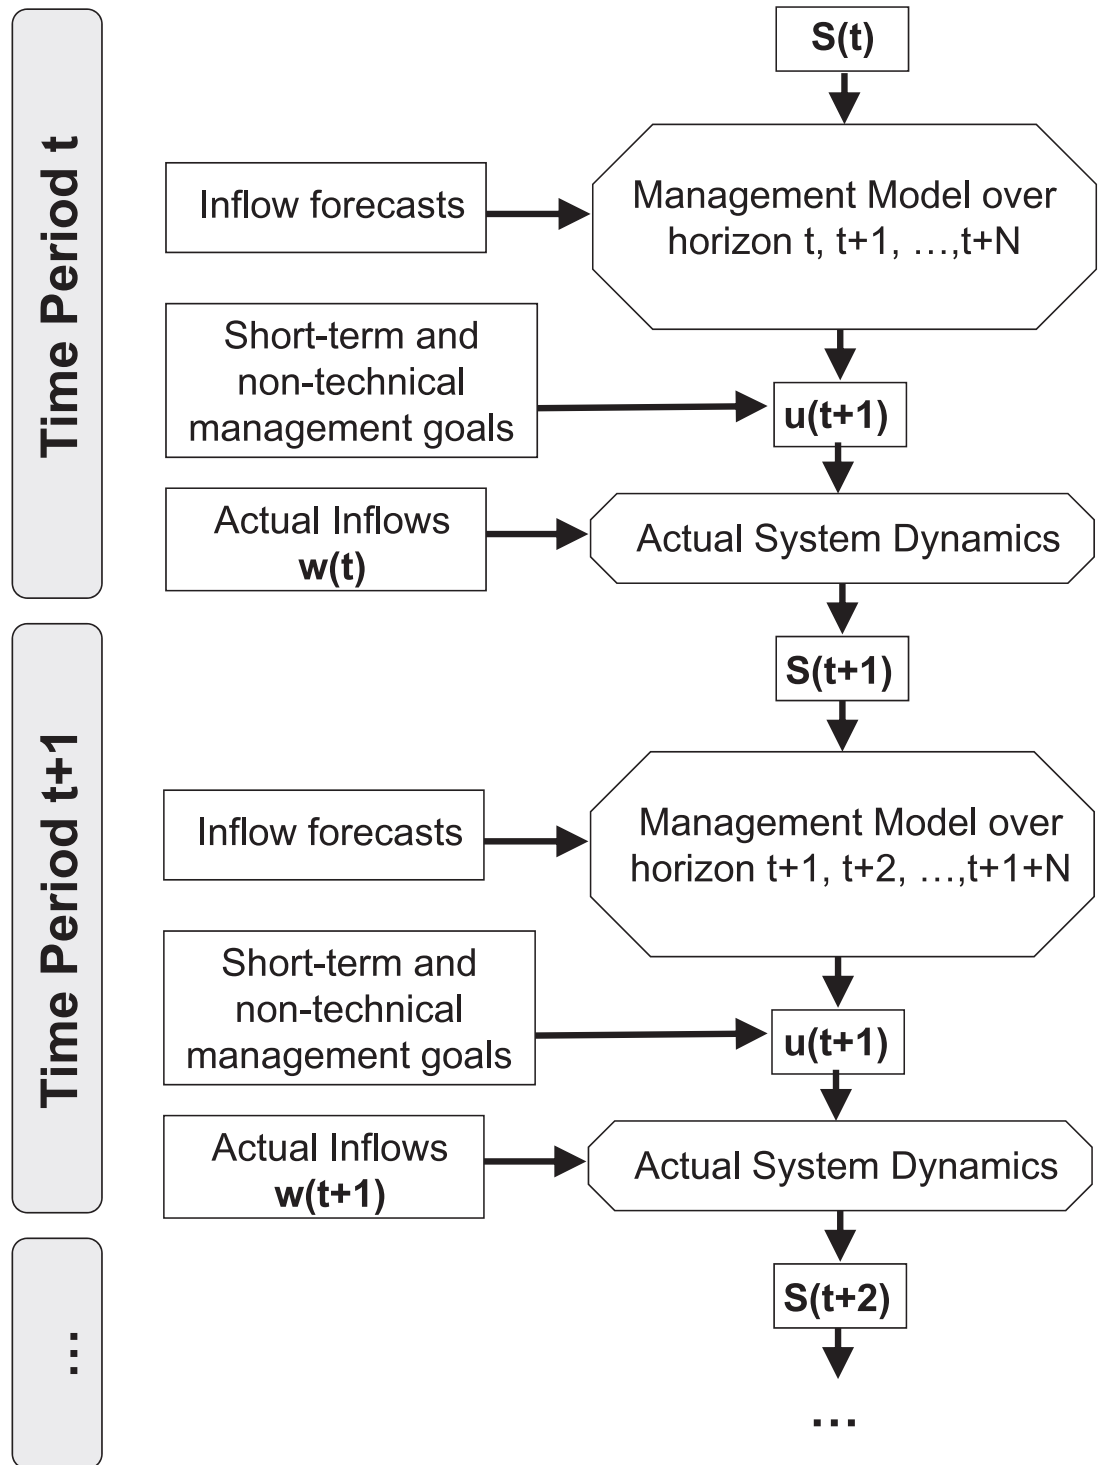 Time Period t
S(t)
Inflow forecasts
Management Model over
horizon t, t+1, ...,t+N
Short-term and
non-technical
management goals
u(t+1)
Actual Inflows
w(t)
Actual System Dynamics
S(t+1)
Time Period t+1
Inflow forecasts
Management Model over
horizon t+1, t+2, ...,t+1+N
Short-term and
non-technical
management goals
u(t+1)
Actual Inflows
w(t+1)
Actual System Dynamics
...
S(t+2)
...